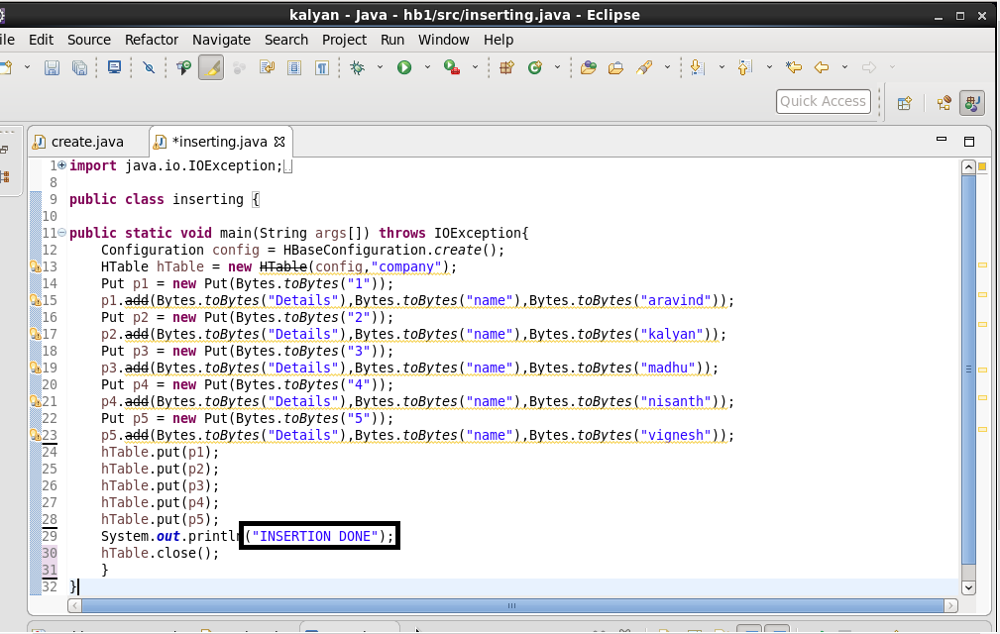 kalyan - Java - hb1/src/inserting.java - Eclipse
ile Edit Source Refactor Navigate Search Project Run Window Help
Quick Access
create.java *inserting.java
1 import java.io.IOException;
8
9 public class inserting {
10
11 public static void main(String args[]) throws IOException{
12 Configuration config = HBaseConfiguration.create();
13 HTable hTable = new HTable(config,"company");
14 Put p1 = new Put(Bytes.toBytes("1"));
15 p1.add(Bytes.toBytes("Details"),Bytes.toBytes("name"),Bytes.toBytes("aravind"));
16 Put p2 = new Put(Bytes.toBytes("2"));
17 p2.add(Bytes.toBytes("Details"),Bytes.toBytes("name"),Bytes.toBytes("kalyan"));
18 Put p3 = new Put(Bytes.toBytes("3"));
19 p3.add(Bytes.toBytes("Details"),Bytes.toBytes("name"),Bytes.toBytes("madhu"));
20 Put p4 = new Put(Bytes.toBytes("4"));
21 p4.add(Bytes.toBytes("Details"),Bytes.toBytes("name"),Bytes.toBytes("nisanth"));
22 Put p5 = new Put(Bytes.toBytes("5"));
23 p5.add(Bytes.toBytes("Details"),Bytes.toBytes("name"),Bytes.toBytes("vignesh"));
24 hTable.put(p1);
25 hTable.put(p2);
26 hTable.put(p3);
27 hTable.put(p4);
28 hTable.put(p5);
29 System.out.println("INSERTION DONE");
30 hTable.close();
31 }
32 }